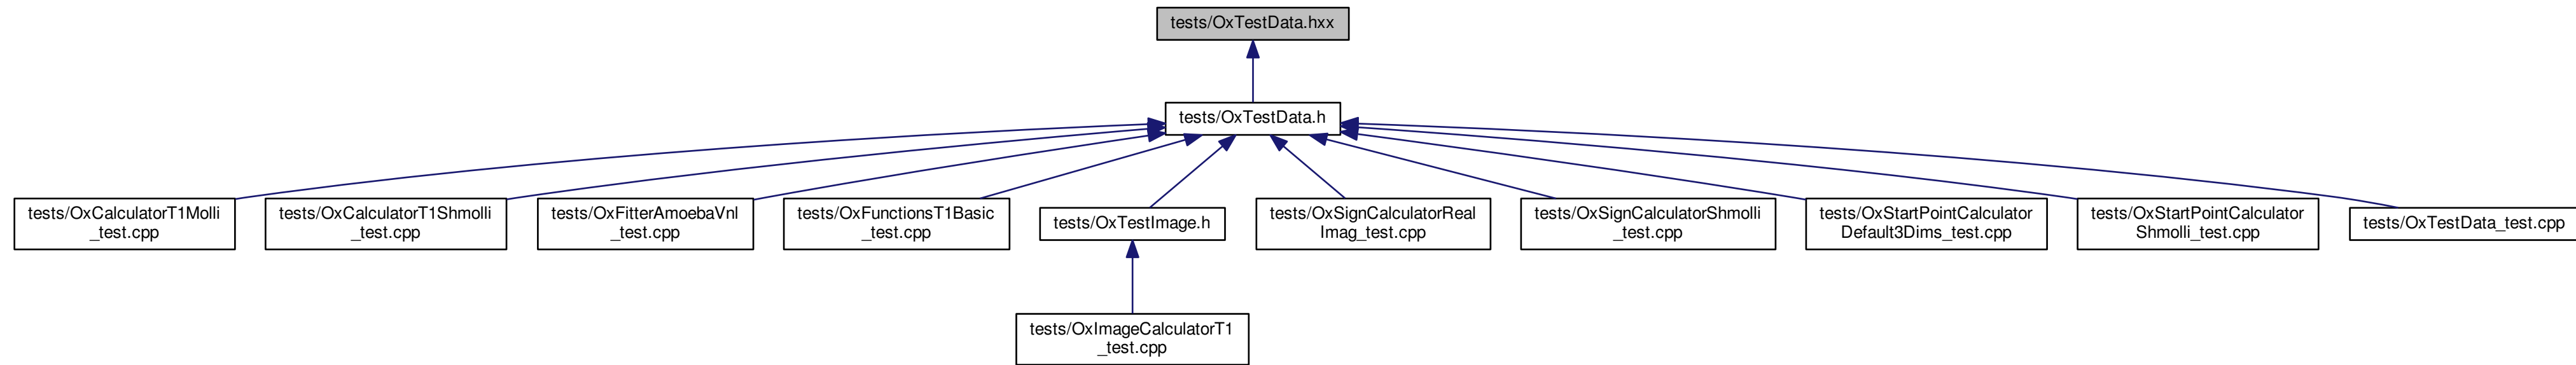 tests/OxTestData.hxx
tests/OxTestData.h
tests/OxCalculatorT1Molli
_test.cpp
tests/OxCalculatorT1Shmolli
_test.cpp
tests/OxFitterAmoebaVnl
_test.cpp
tests/OxFunctionsT1Basic
_test.cpp
tests/OxTestImage.h
tests/OxSignCalculatorReal
Imag_test.cpp
tests/OxSignCalculatorShmolli
_test.cpp
tests/OxStartPointCalculator
Default3Dims_test.cpp
tests/OxStartPointCalculator
Shmolli_test.cpp
tests/OxTestData_test.cpp
tests/OxImageCalculatorT1
_test.cpp